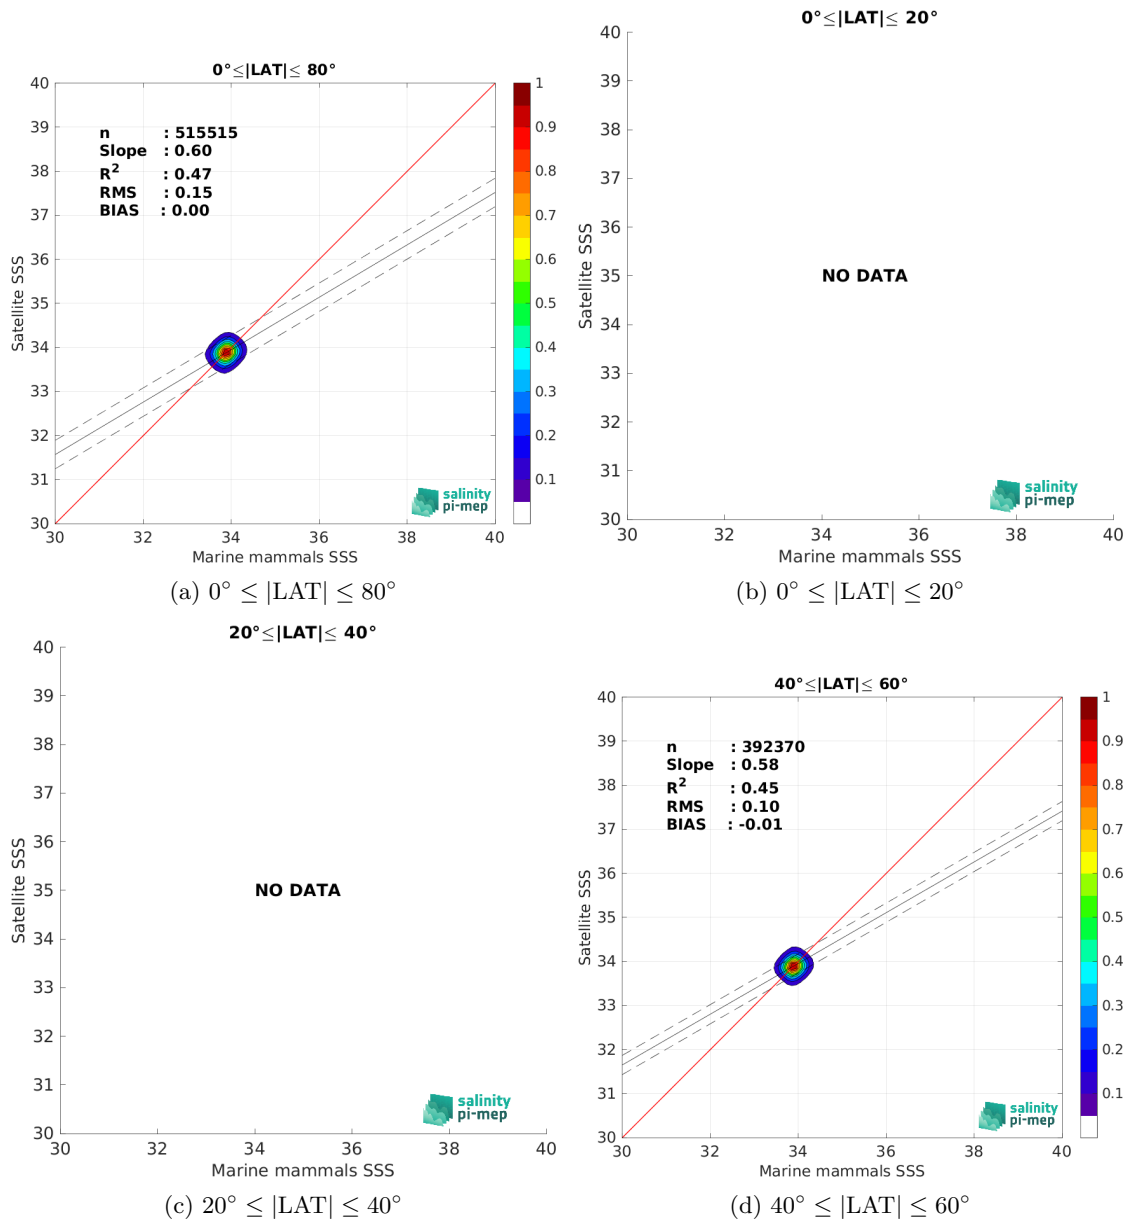 0°≤|LAT|≤ 80°
40
39
38
37
36
35
34
33
32
31
30
Satellite SSS
n : 515515
Slope : 0.60
R² : 0.47
RMS : 0.15
BIAS : 0.00
salinity
pi-mep
30 32 34 36 38 40
Marine mammals SSS
1
0.9
0.8
0.7
0.6
0.5
0.4
0.3
0.2
0.1
(a) 0° ≤ |LAT| ≤ 80°
0°≤|LAT|≤ 20°
40
39
38
37
36
35
34
33
32
31
30
Satellite SSS
NO DATA
salinity
pi-mep
30 32 34 36 38 40
Marine mammals SSS
(b) 0° ≤ |LAT| ≤ 20°
20°≤|LAT|≤ 40°
40
39
38
37
36
35
34
33
32
31
30
Satellite SSS
NO DATA
salinity
pi-mep
30 32 34 36 38 40
Marine mammals SSS
(c) 20° ≤ |LAT| ≤ 40°
40°≤|LAT|≤ 60°
40
39
38
37
36
35
34
33
32
31
30
Satellite SSS
n : 392370
Slope : 0.58
R² : 0.45
RMS : 0.10
BIAS : -0.01
salinity
pi-mep
30 32 34 36 38 40
Marine mammals SSS
1
0.9
0.8
0.7
0.6
0.5
0.4
0.3
0.2
0.1
(d) 40° ≤ |LAT| ≤ 60°